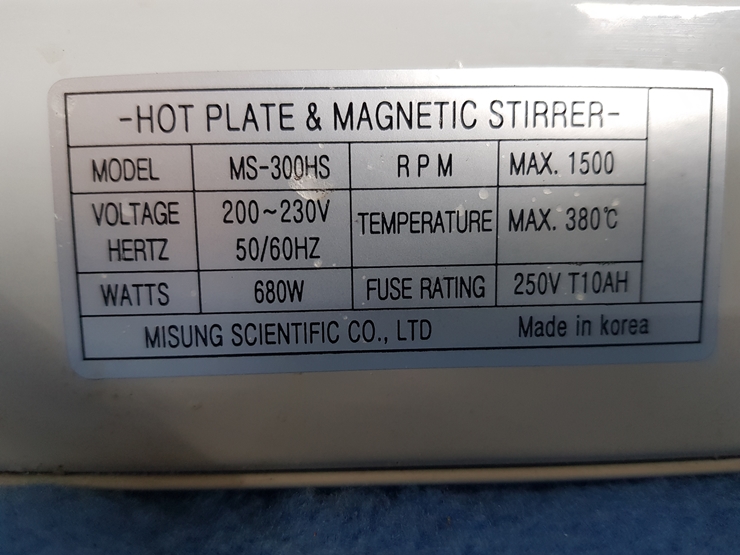 -HOT PLATE & MAGNETIC STIRRER-
MODEL MS-300HS RPM MAX. 1500
VOLTAGE 200~230V TEMPERATURE MAX. 380℃
HERTZ 50/60HZ
WATTS 680W FUSE RATING 250V T10AH
MISUNG SCIENTIFIC CO., LTD Made in korea